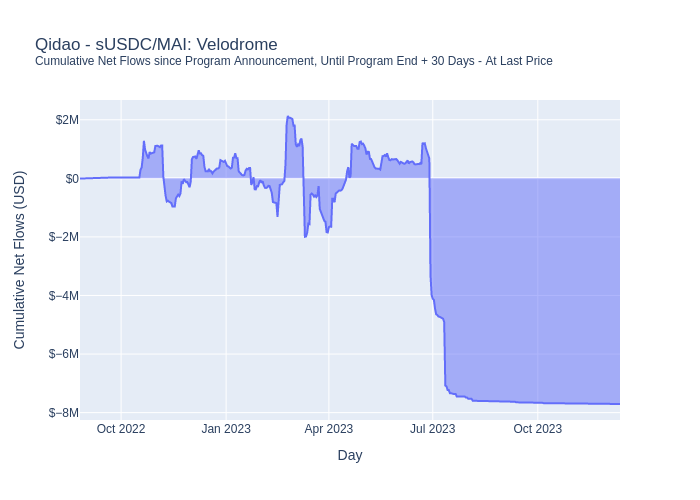 Qidao - sUSDC/MAI: Velodrome
Cumulative Net Flows since Program Announcement, Until Program End + 30 Days - At Last Price
Cumulative Net Flows (USD)
$2M
$0
$−2M
$−4M
$−6M
$−8M
Oct 2022 Jan 2023 Apr 2023 Jul 2023 Oct 2023
Day